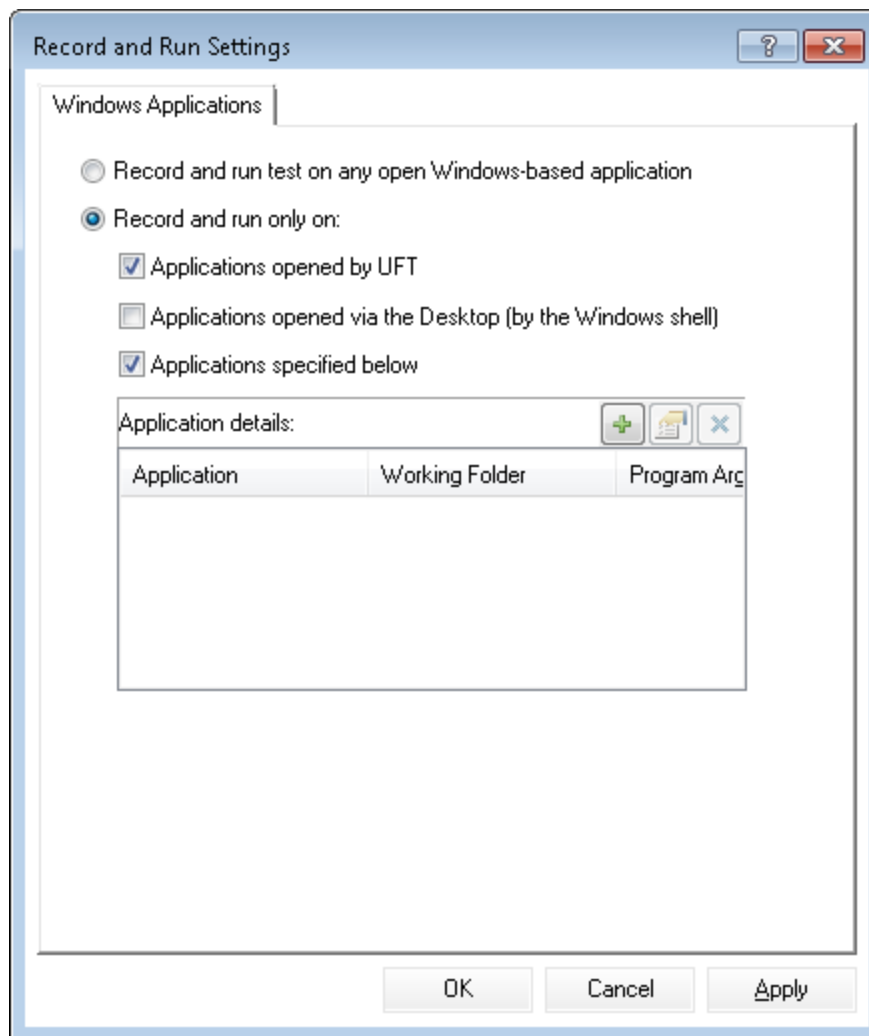 Record and Run Settings
Windows Applications
Record and run test on any open Windows-based application
Record and run only on:
Applications opened by UFT
Applications opened via the Desktop (by the Windows shell)
Applications specified below
Application details:
Application Working Folder Program Arg
OK Cancel Apply